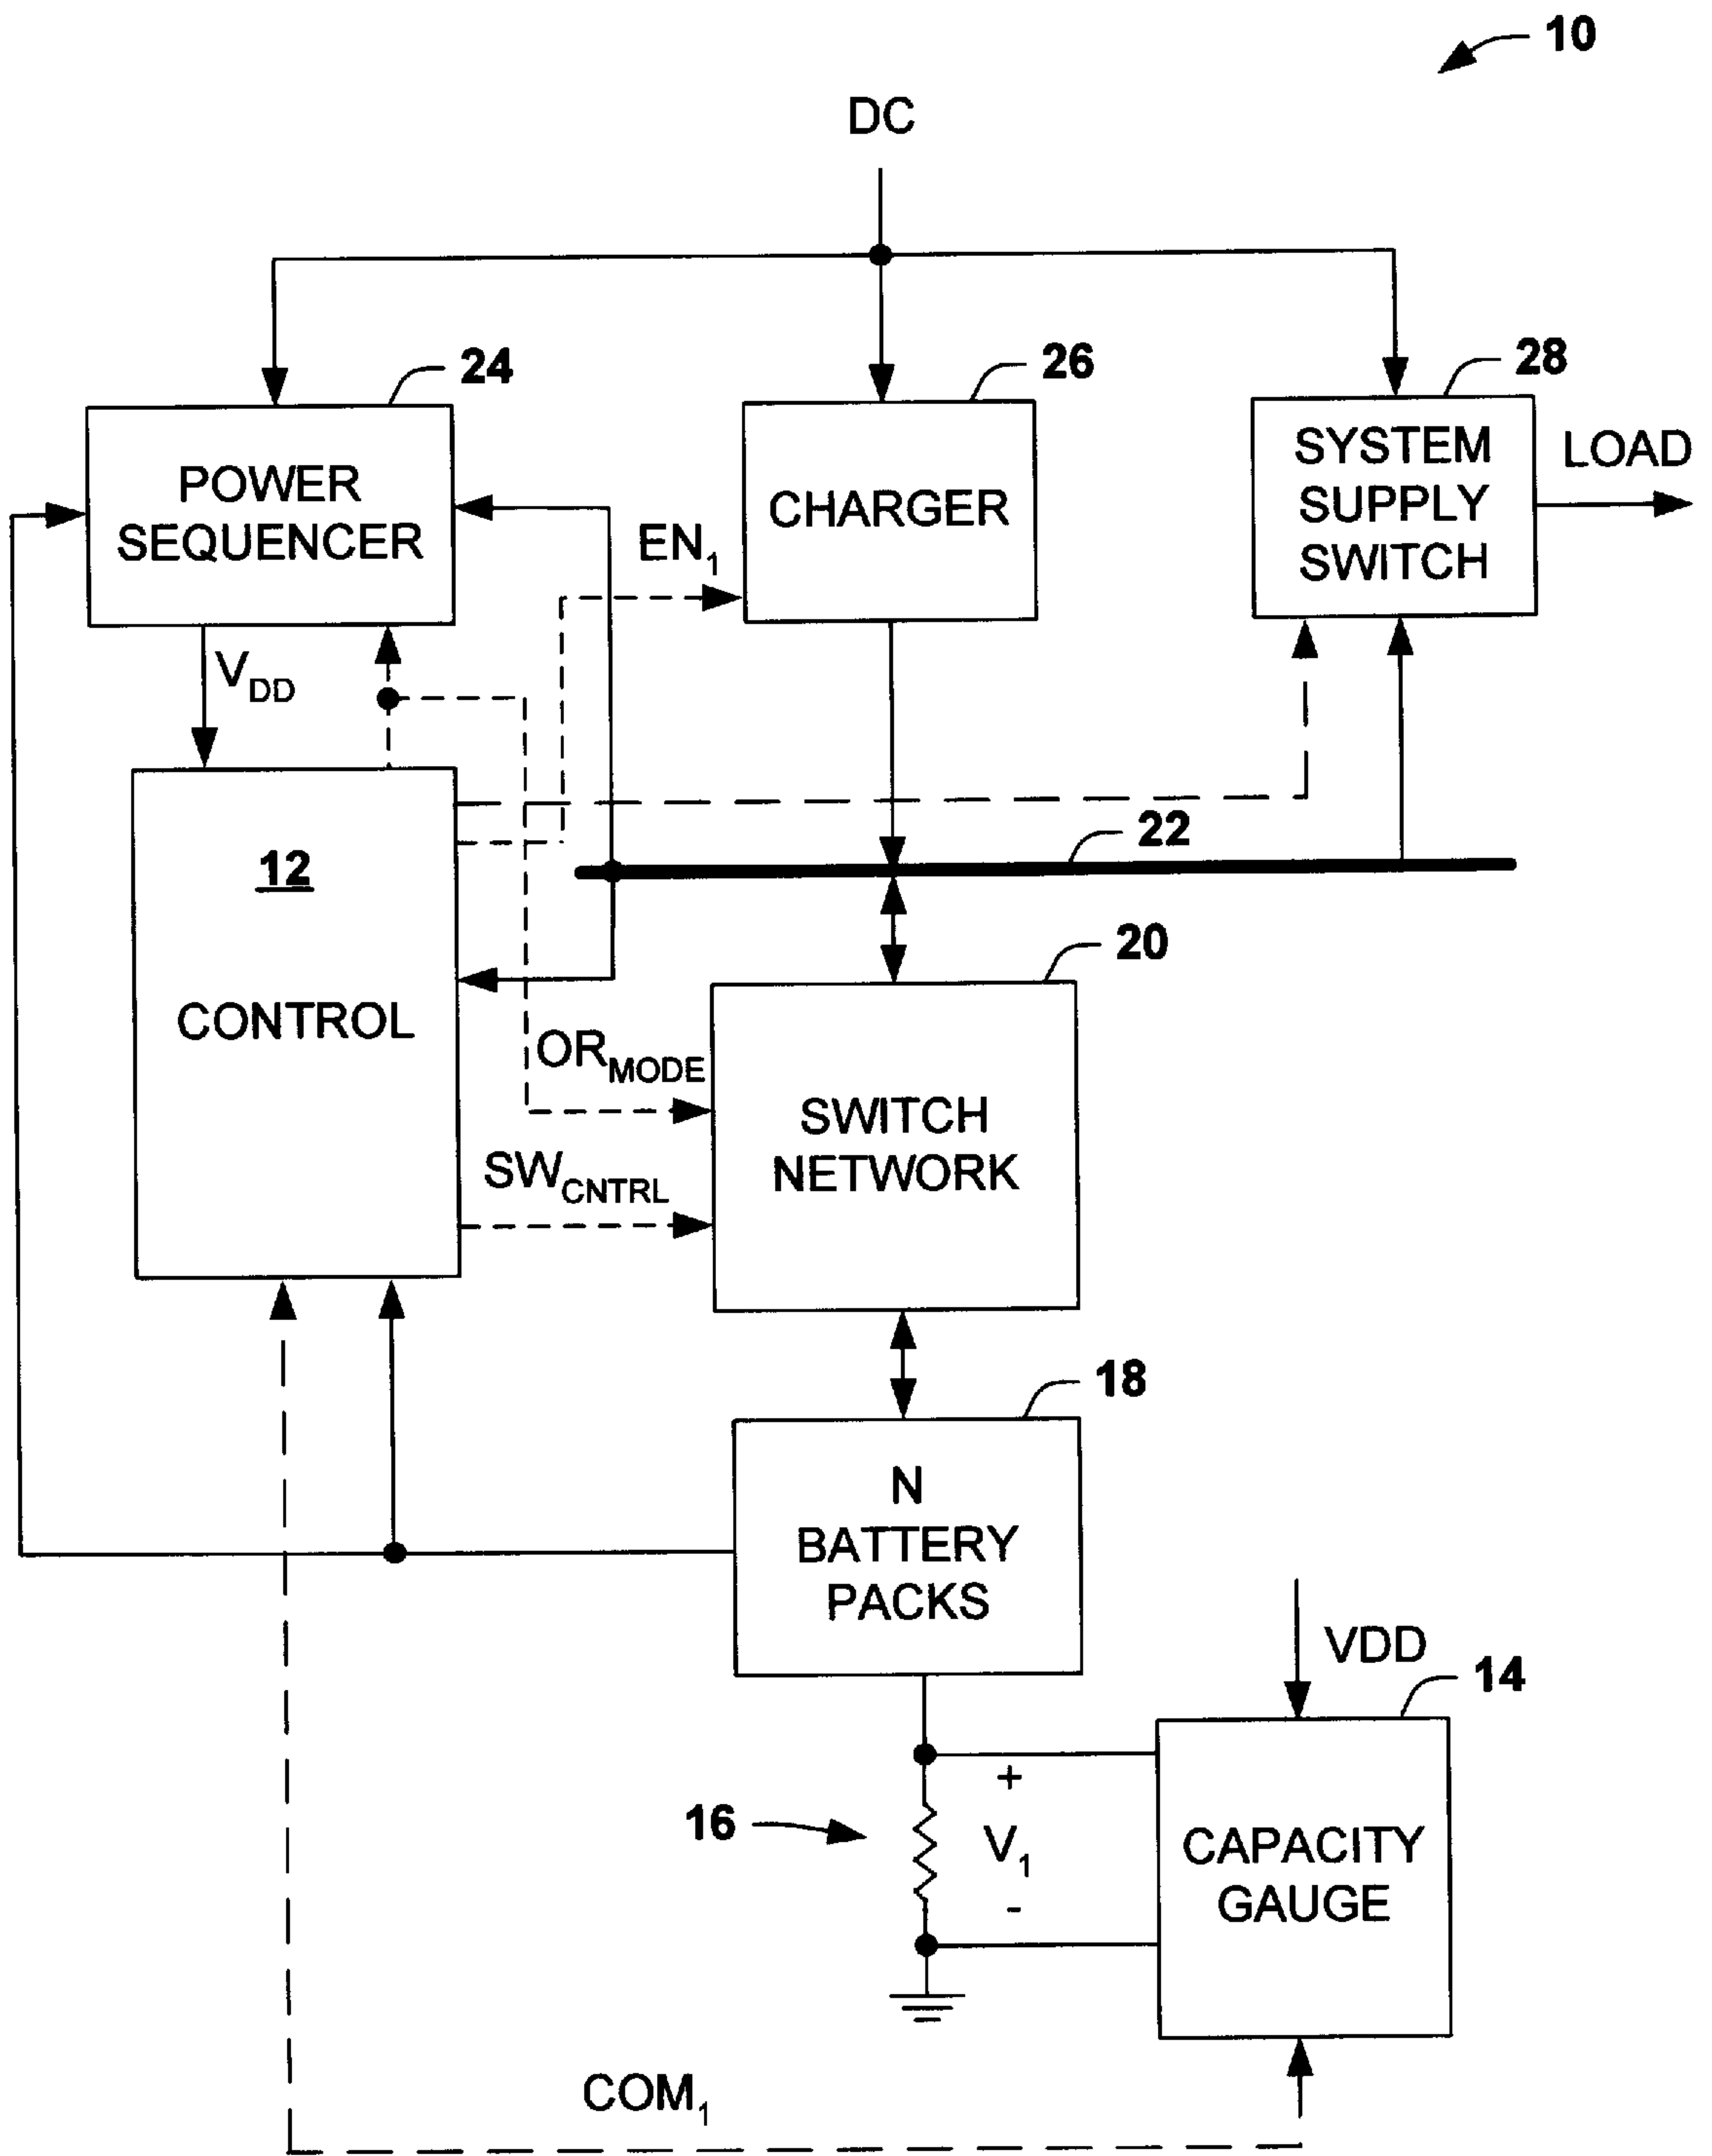 10
DC
24
26
28
POWER
SEQUENCER
CHARGER
SYSTEM
SUPPLY
SWITCH
LOAD
EN1
VDD
12
CONTROL
22
20
ORMODE
SWCNTRL
SWITCH
NETWORK
18
N
BATTERY
PACKS
VDD
14
16
+
V1
-
CAPACITY
GAUGE
COM1